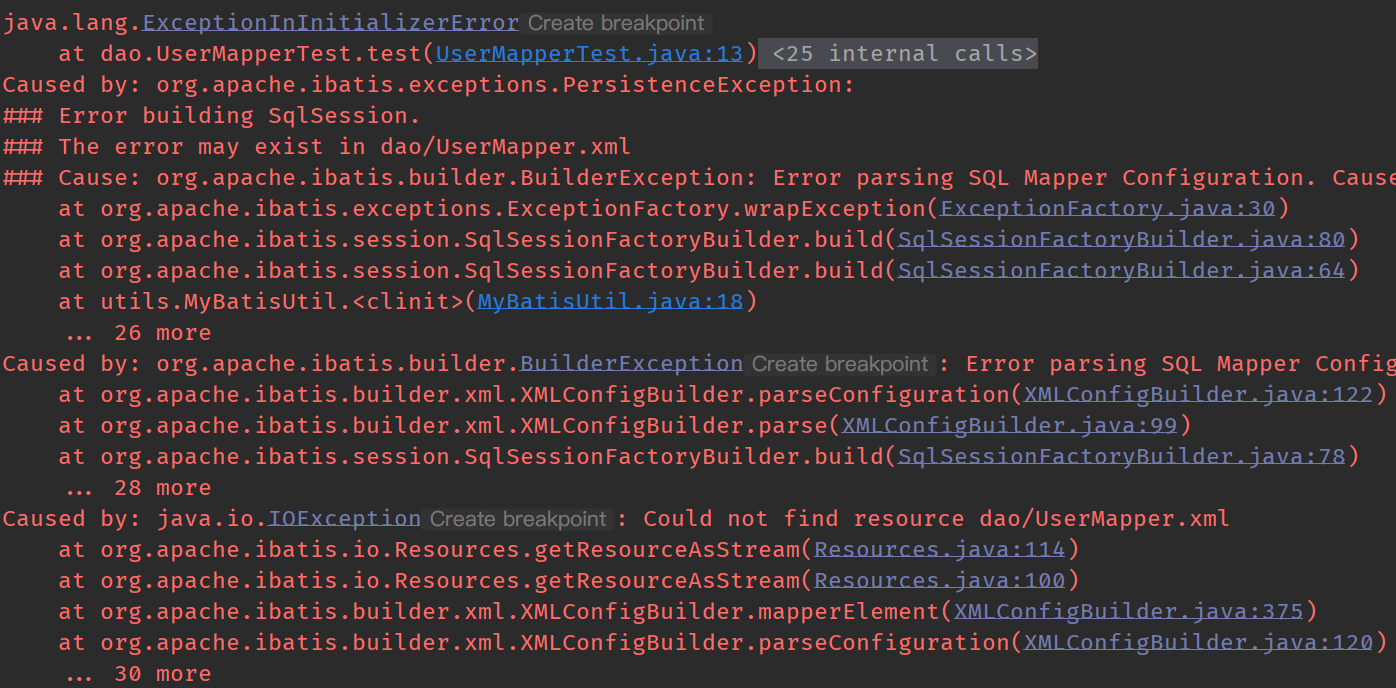 java.lang.ExceptionInInitializerError Create breakpoint
at dao.UserMapperTest.test(UserMapperTest.java:13) <25 internal calls>
Caused by: org.apache.ibatis.exceptions.PersistenceException:
### Error building SqlSession.
### The error may exist in dao/UserMapper.xml
### Cause: org.apache.ibatis.builder.BuilderException: Error parsing SQL Mapper Configuration. Cause
at org.apache.ibatis.exceptions.ExceptionFactory.wrapException(ExceptionFactory.java:30)
at org.apache.ibatis.session.SqlSessionFactoryBuilder.build(SqlSessionFactoryBuilder.java:80)
at org.apache.ibatis.session.SqlSessionFactoryBuilder.build(SqlSessionFactoryBuilder.java:64)
at utils.MyBatisUtil.<clinit>(MyBatisUtil.java:18)
... 26 more
Caused by: org.apache.ibatis.builder.BuilderException Create breakpoint : Error parsing SQL Mapper Config
at org.apache.ibatis.builder.xml.XMLConfigBuilder.parseConfiguration(XMLConfigBuilder.java:122)
at org.apache.ibatis.builder.xml.XMLConfigBuilder.parse(XMLConfigBuilder.java:99)
at org.apache.ibatis.session.SqlSessionFactoryBuilder.build(SqlSessionFactoryBuilder.java:78)
... 28 more
Caused by: java.io.IOException Create breakpoint : Could not find resource dao/UserMapper.xml
at org.apache.ibatis.io.Resources.getResourceAsStream(Resources.java:114)
at org.apache.ibatis.io.Resources.getResourceAsStream(Resources.java:100)
at org.apache.ibatis.builder.xml.XMLConfigBuilder.mapperElement(XMLConfigBuilder.java:375)
at org.apache.ibatis.builder.xml.XMLConfigBuilder.parseConfiguration(XMLConfigBuilder.java:120)
... 30 more